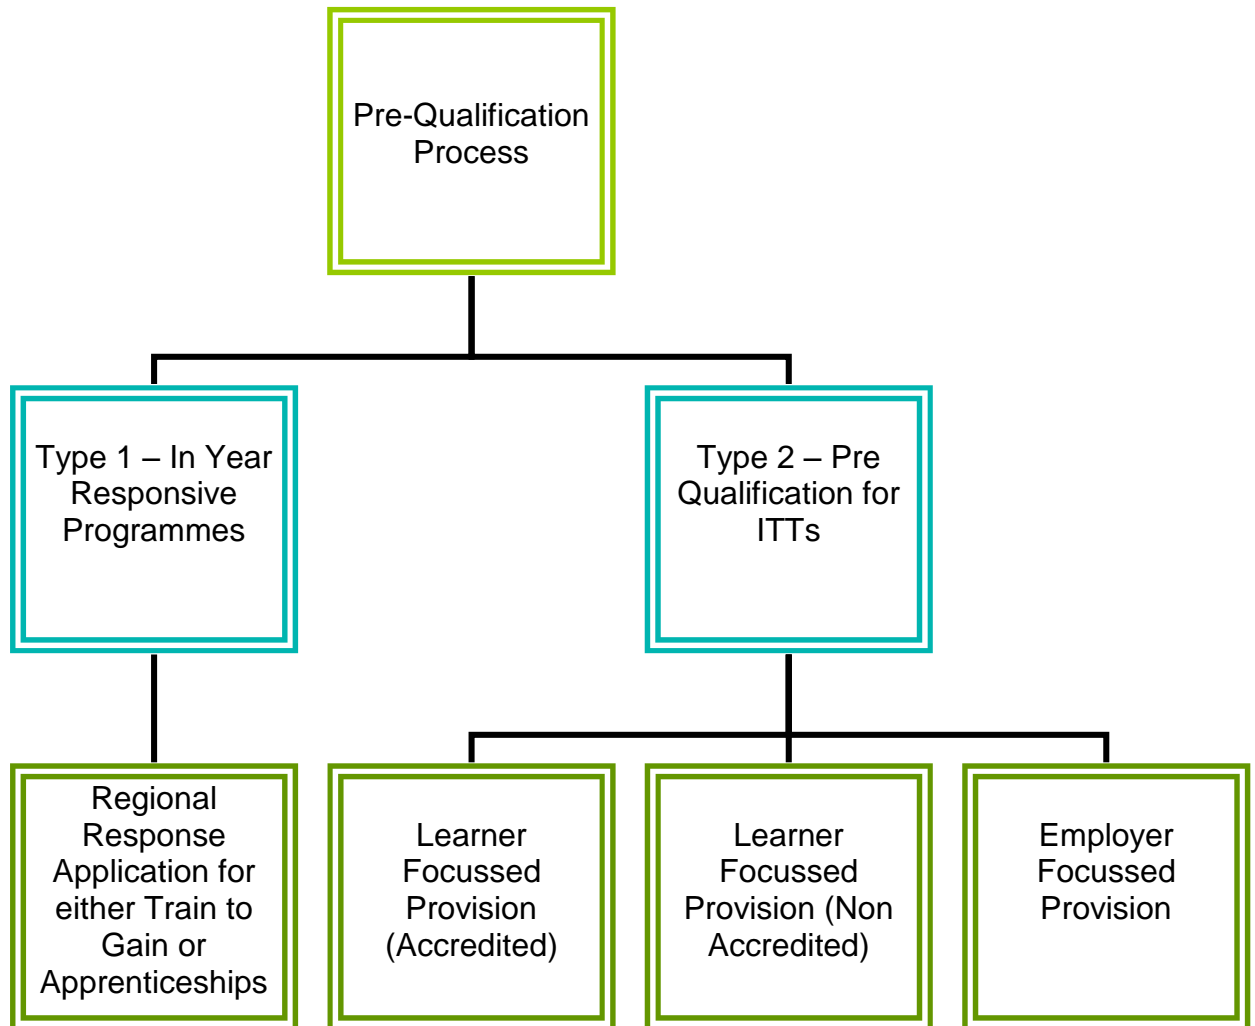 Pre-Qualification
Process
Type 1 – In Year
Responsive
Programmes
Type 2 – Pre
Qualification for
ITTs
Regional
Response
Application for
either Train to
Gain or
Apprenticeships
Learner
Focussed
Provision
(Accredited)
Learner
Focussed
Provision (Non
Accredited)
Employer
Focussed
Provision